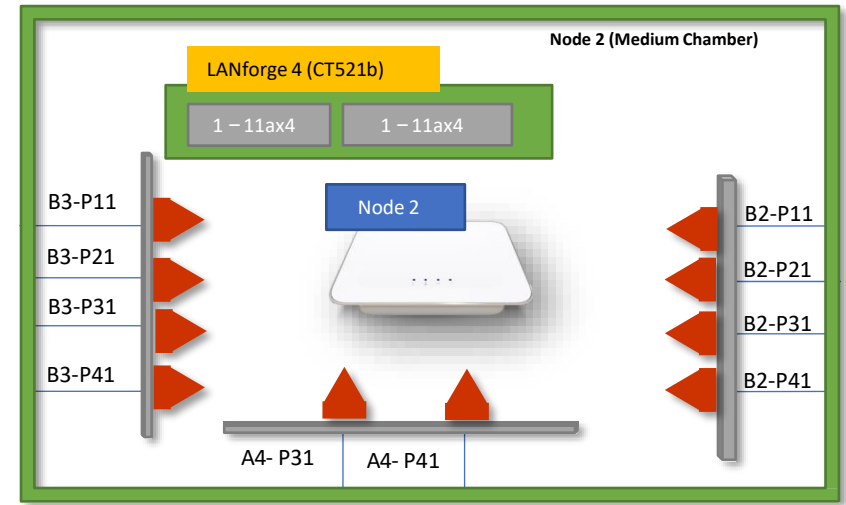 Node 2 (Medium Chamber)
LANforge 4 (CT521b)
1 – 11ax4
1 – 11ax4
Node 2
B3-P11
B3-P21
B3-P31
B3-P41
B2-P11
B2-P21
B2-P31
B2-P41
A4- P31
A4- P41